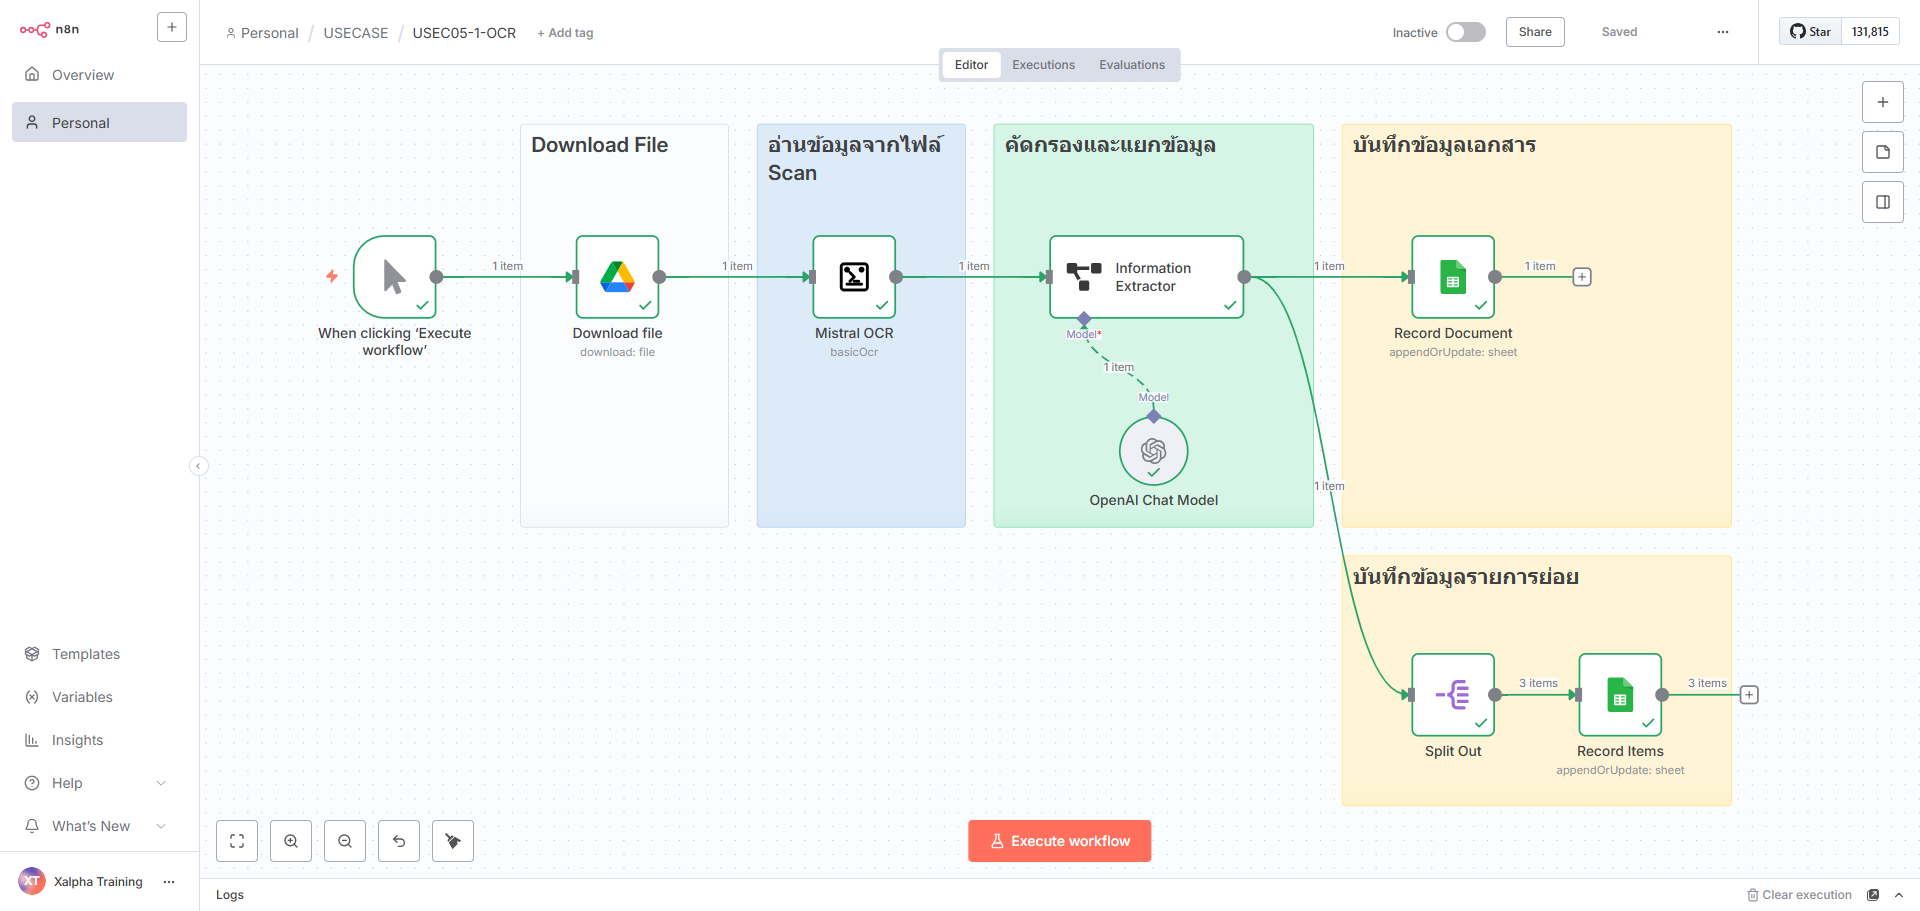 n8n
+
Personal / USECASE / USEC05-1-OCR + Add tag
Inactive
Share
Saved
...
Star 131,815
Editor Executions Evaluations
Overview
Personal
Download File
อ่านข้อมูลจากไฟล์
Scan
คัดกรองและแยกข้อมูล
บันทึกข้อมูลเอกสาร
1 item
1 item
1 item
Information
Extractor
1 item
1 item
When clicking ‘Execute
workflow’
Download file
download: file
Mistral OCR
basicOcr
Model*
1 item
Model
OpenAI Chat Model
Record Document
appendOrUpdate: sheet
1 item
บันทึกข้อมูลรายการย่อย
3 items
3 items
Split Out
Record Items
appendOrUpdate: sheet
Templates
Variables
Insights
Help
What's New
XT Xalpha Training ...
Execute workflow
Logs
Clear execution